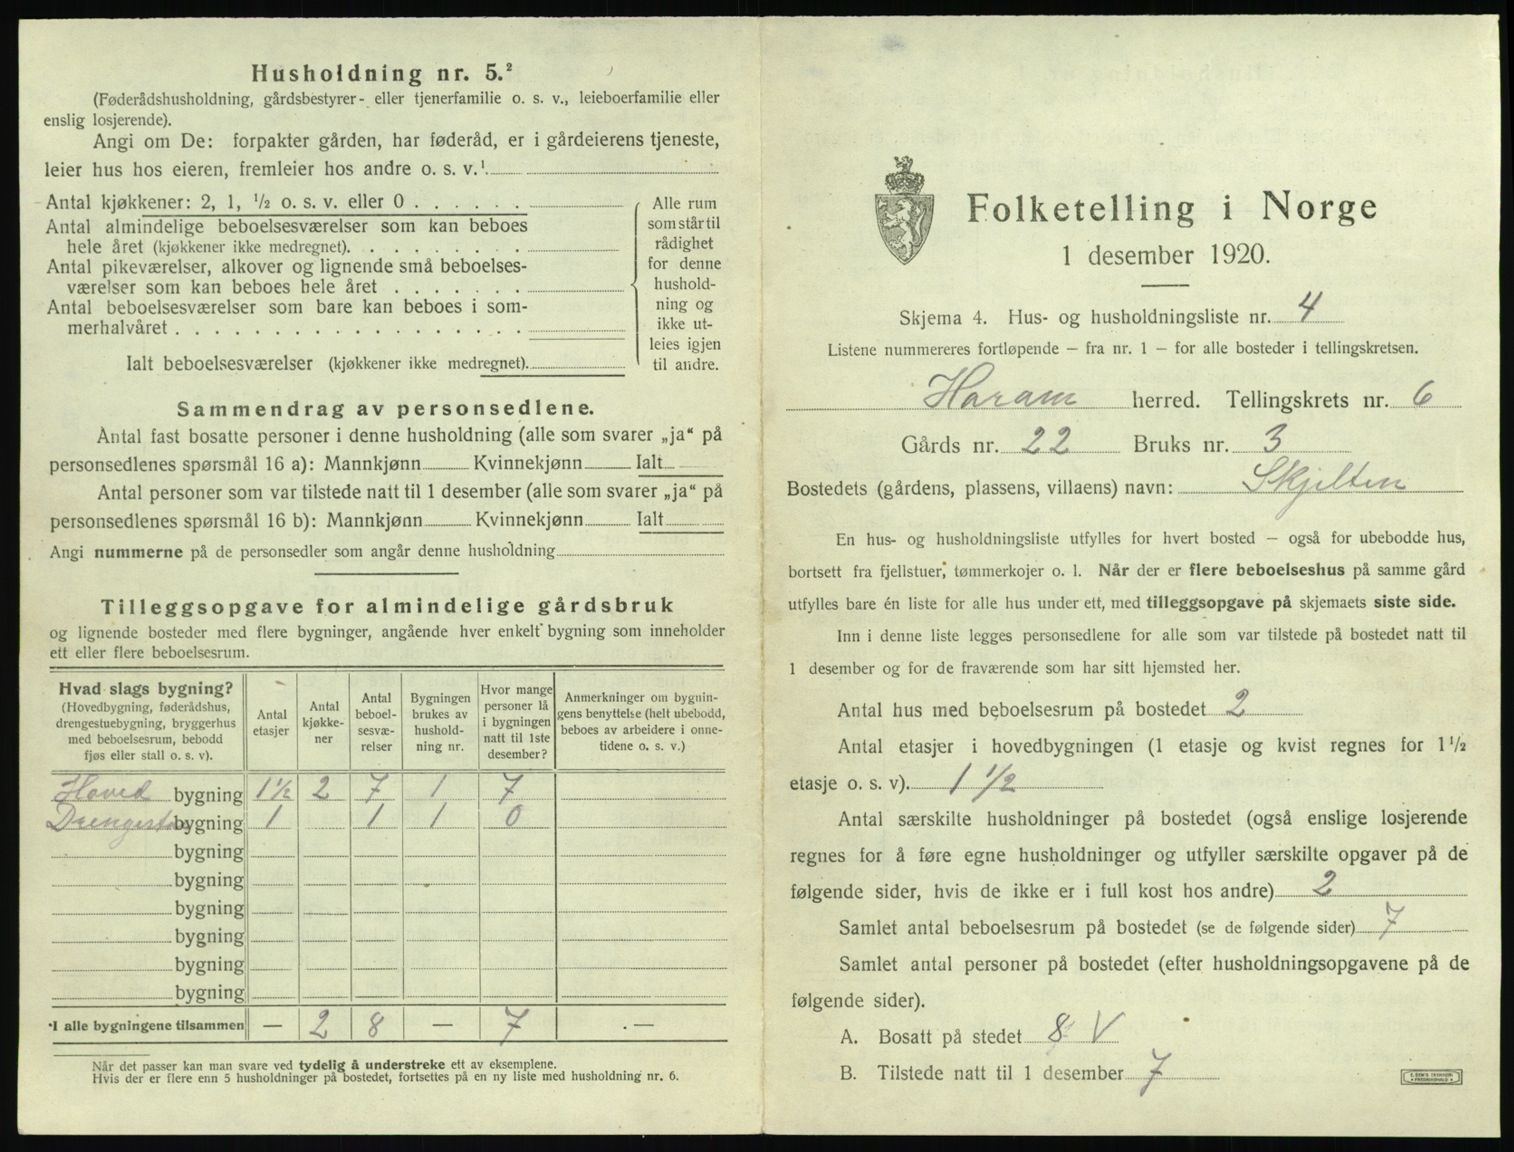 Husholdning nr. 5.²
(Føderådshusholdning, gårdsbestyrer- eller tjenerfamilie o. s. v., leieboerfamilie eller
enslig losjerende).
Angi om De: forpakter gården, har føderåd, er i gårdeierens tjeneste,
leier hus hos eieren, fremleier hos andre o. s. v.¹
Antal kjøkkener: 2, 1, ½ o. s. v. eller 0 . . . . . .
Antal almindelige beboelsesværelser som kan beboes
hele året (kjøkkener ikke medregnet). . . . . . . . .
Antal pikeværelser, alkover og lignende små beboelses-
værelser som kan beboes hele året . . . . . . .
Antal beboelsesværelser som bare kan beboes i som-
merhalvåret . . . . . . . . . . . . . . . . . .
Ialt beboelsesværelser (kjøkkener ikke medregnet).
Alle rum
som står til
rådighet
for denne
hushold-
ning og
ikke ut-
leies igjen
til andre.
Sammendrag av personsedlene.
Antal fast bosatte personer i denne husholdning (alle som svarer „ja“ på
personsedlenes spørsmål 16 a): Mannkjønn Kvinnekjønn Ialt
Antal personer som var tilstede natt til 1 desember (alle som svarer „ja“ på
personsedlenes spørsmål 16 b): Mannkjønn Kvinnekjønn Ialt
Angi nummerne på de personsedler som angår denne husholdning
Tilleggsopgave for almindelige gårdsbruk
og lignende bosteder med flere bygninger, angående hver enkelt bygning som inneholder
ett eller flere beboelsesrum.
Hvad slags bygning?
(Hovedbygning, føderådshus,
drengestuebygning, bryggerhus
med beboelsesrum, bebodd
fjøs eller stall o. s. v).
Antal
etasjer
Antal
kjøkke-
ner
Antal
beboel-
sesvæ-
relser
Bygningen
brukes av
hushold-
ning nr.
Hvor mange
personer lå
i bygningen
natt til 1ste
desember?
Anmerkninger om bygnin-
gens benyttelse (helt ubebodd,
beboes av arbeidere i onne-
tidene o. s. v.)
Hoved bygning 1½ 2 7 1 7
Drengestue bygning 1 1 1 0
bygning
bygning
bygning
bygning
bygning
bygning
I alle bygningene tilsammen — 2 8 — 7 —
Når det passer kan man svare ved tydelig å understreke ett av eksemplene.
Hvis der er flere enn 5 husholdninger på bostedet, fortsettes på en ny liste med husholdning nr. 6.
Folketelling i Norge
1 desember 1920.
Skjema 4. Hus- og husholdningsliste nr. 4
Listene nummereres fortløpende — fra nr. 1 — for alle bosteder i tellingskretsen.
Haram herred. Tellingskrets nr. 6
Gårds nr. 22 Bruks nr. 3
Bostedets (gårdens, plassens, villaens) navn: Skjelten
En hus- og husholdningsliste utfylles for hvert bosted — også for ubebodde hus,
bortsett fra fjellstuer, tømmerkojer o. l. Når der er flere beboelseshus på samme gård
utfylles bare én liste for alle hus under ett, med tilleggsopgave på skjemaets siste side.
Inn i denne liste legges personsedlene for alle som var tilstede på bostedet natt til
1 desember og for de fraværende som har sitt hjemsted her.
Antal hus med beboelsesrum på bostedet 2
Antal etasjer i hovedbygningen (1 etasje og kvist regnes for 1½
etasje o. s. v). 1½
Antal særskilte husholdninger på bostedet (også enslige losjerende
regnes for å føre egne husholdninger og utfyller særskilte opgaver på de
følgende sider, hvis de ikke er i full kost hos andre) 2
Samlet antal beboelsesrum på bostedet (se de følgende sider) 7
Samlet antal personer på bostedet (efter husholdningsopgavene på de
følgende sider).
A. Bosatt på stedet 8 V
B. Tilstede natt til 1 desember 7